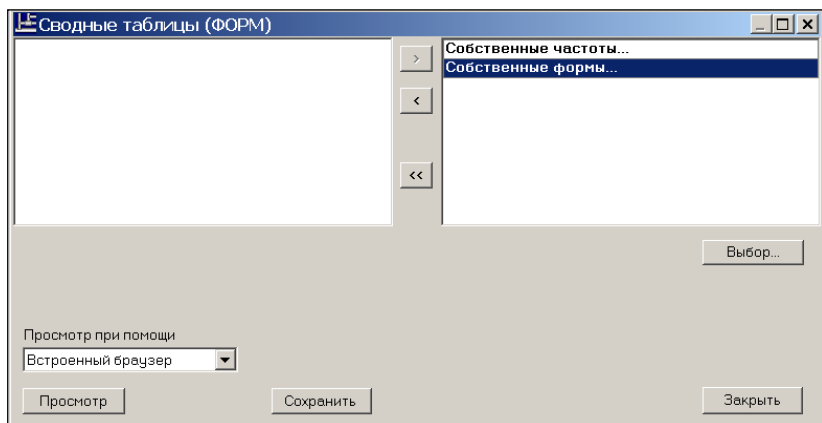 Сводные таблицы (ФОРМ)
Собственные частоты...
Собственные формы...
>
<
<<
Выбор...
Просмотр при помощи
Встроенный браузер
Просмотр
Сохранить
Закрыть